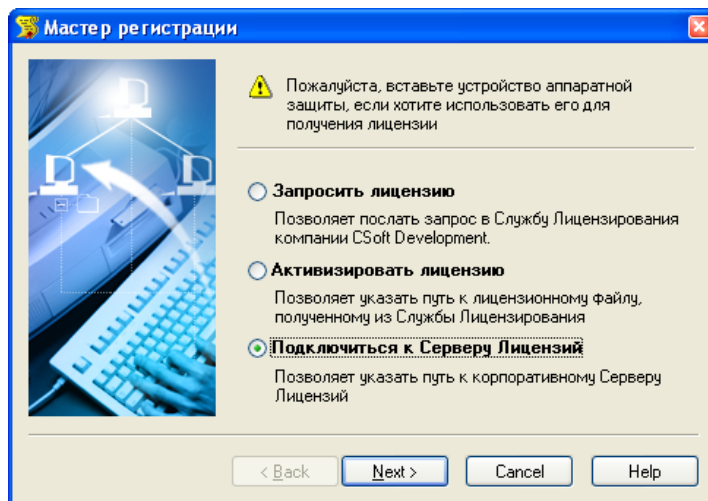 Мастер регистрации
Пожалуйста, вставьте устройство аппаратной
защиты, если хотите использовать его для
получения лицензии
Запросить лицензию
Позволяет послать запрос в Службу Лицензирования
компании CSoft Development.
Активизировать лицензию
Позволяет указать путь к лицензионному файлу,
полученному из Службы Лицензирования
Подключиться к Серверу Лицензий
Позволяет указать путь к корпоративному Серверу
Лицензий
< Back
Next >
Cancel
Help